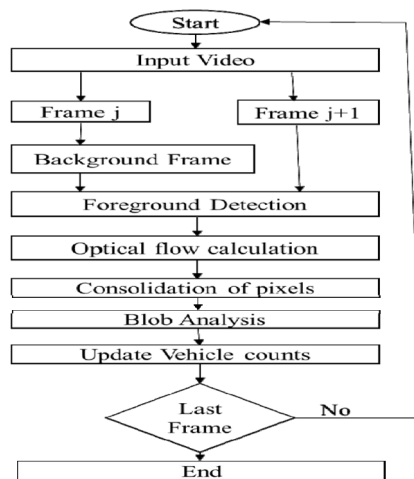 Start
Input Video
Frame j
Frame j+1
Background Frame
Foreground Detection
Optical flow calculation
Consolidation of pixels
Blob Analysis
Update Vehicle counts
Last
Frame
No
End